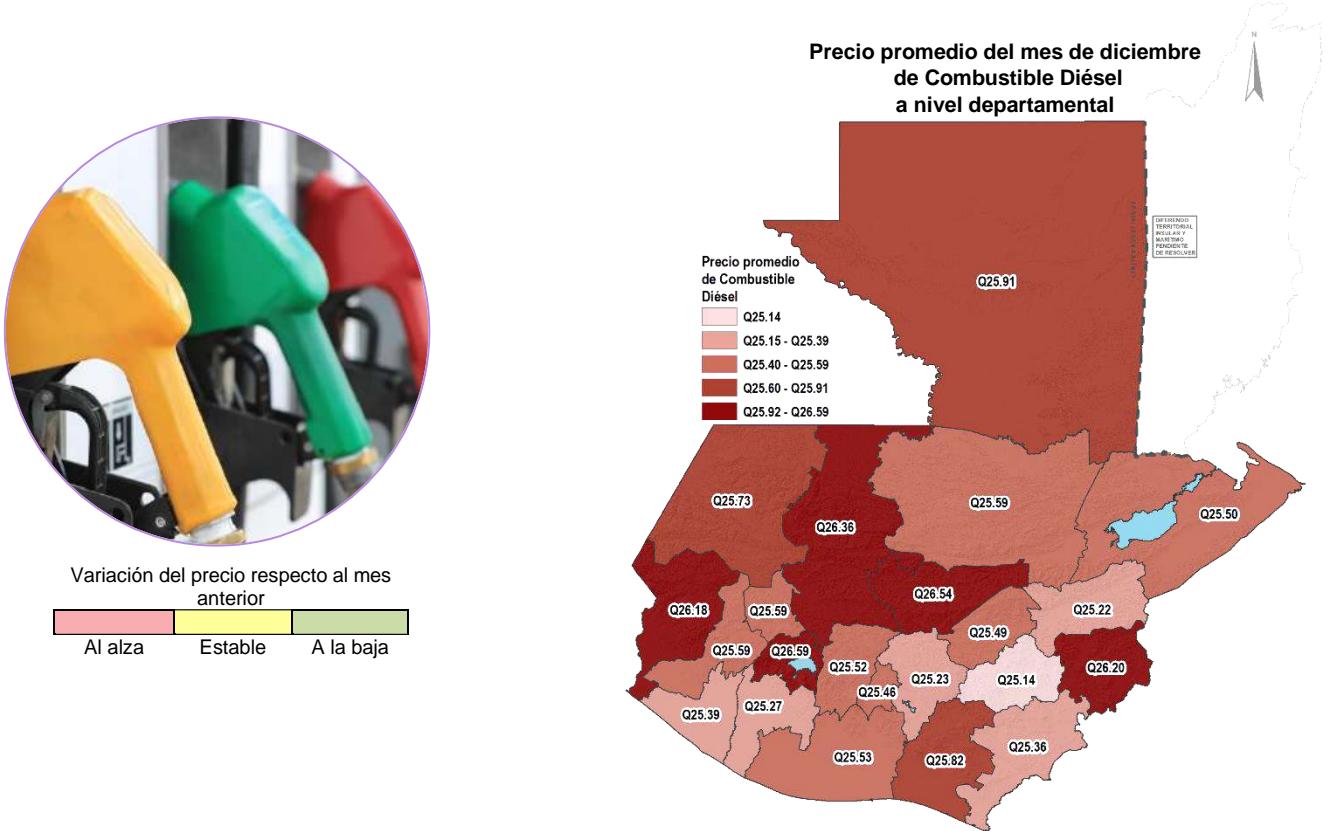 Precio promedio del mes de diciembre
de Combustible Diésel
a nivel departamental
N
DIFERENDO
TERRITORIAL
INSULAR Y
MARÍTIMO
PENDIENTE
DE RESOLVER
Precio promedio
de Combustible
Diésel
Q25.14
Q25.15 - Q25.39
Q25.40 - Q25.59
Q25.60 - Q25.91
Q25.92 - Q26.59
Q25.91
Q25.73
Q26.36
Q25.59
Q25.50
Q26.18
Q25.59
Q26.54
Q25.22
Q25.59
Q26.59
Q25.52
Q25.46
Q25.23
Q25.49
Q25.14
Q26.20
Q25.39
Q25.27
Q25.53
Q25.82
Q25.36
Variación del precio respecto al mes
anterior
Al alza
Estable
A la baja